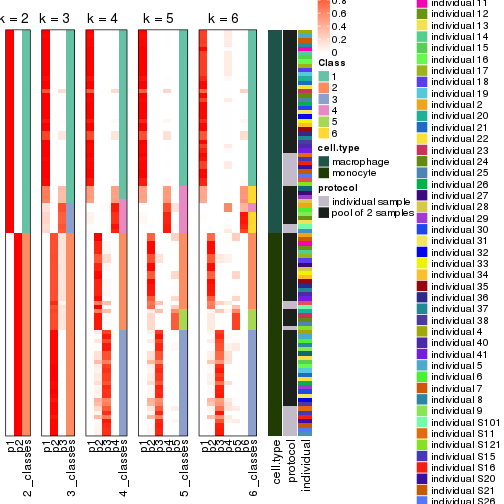 k = 2
k = 3
k = 4
k = 5
k = 6
p1
p2
2_classes
p1
p2
p3
3_classes
p1
p2
p3
p4
4_classes
p1
p2
p3
p4
p5
5_classes
p1
p2
p3
p4
p5
p6
6_classes
cell.type
protocol
individual
0.8
0.6
0.4
0.2
0
Class
1
2
3
4
5
6
cell.type
macrophage
monocyte
protocol
individual sample
pool of 2 samples
individual 11
individual 12
individual 13
individual 14
individual 15
individual 16
individual 17
individual 18
individual 19
individual 2
individual 20
individual 21
individual 22
individual 23
individual 24
individual 25
individual 26
individual 27
individual 28
individual 29
individual 30
individual 31
individual 32
individual 33
individual 34
individual 35
individual 36
individual 37
individual 38
individual 4
individual 40
individual 41
individual 5
individual 6
individual 7
individual 8
individual 9
individual S101
individual S11
individual S121
individual S15
individual S16
individual S20
individual S21
individual S26